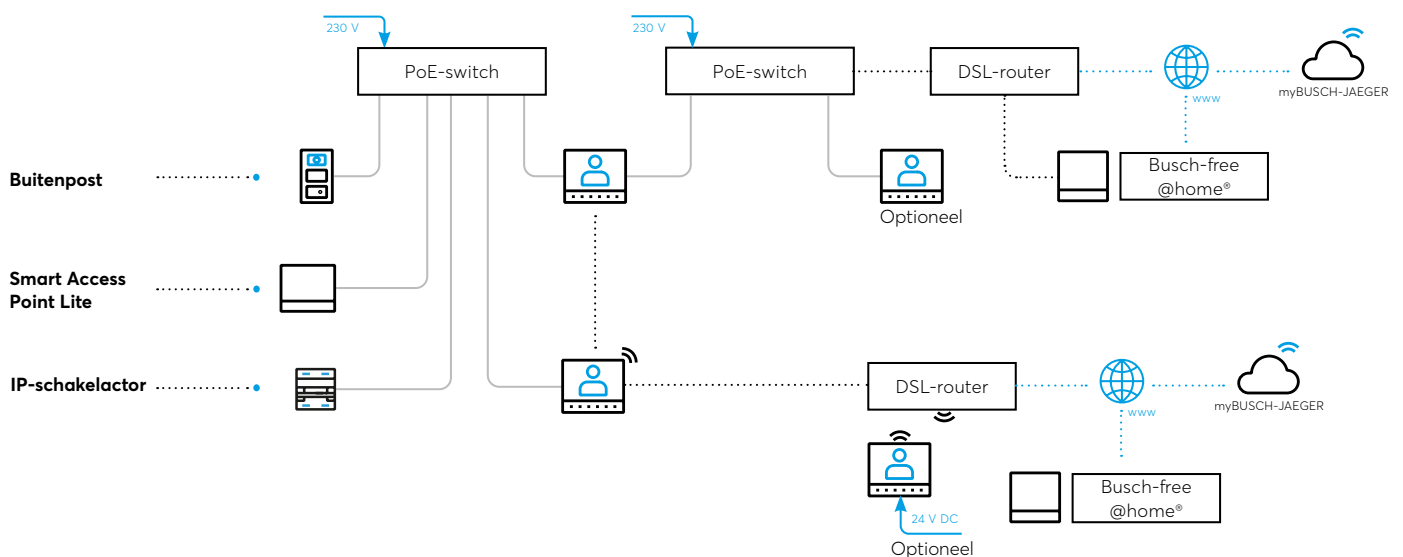 230 V
230 V
PoE-switch
PoE-switch
DSL-router
www
myBUSCH-JAEGER
Buitenpost
Busch-free
@home®
Optioneel
Smart Access
Point Lite
IP-schakelactor
DSL-router
www
myBUSCH-JAEGER
Busch-free
@home®
24 V DC
Optioneel